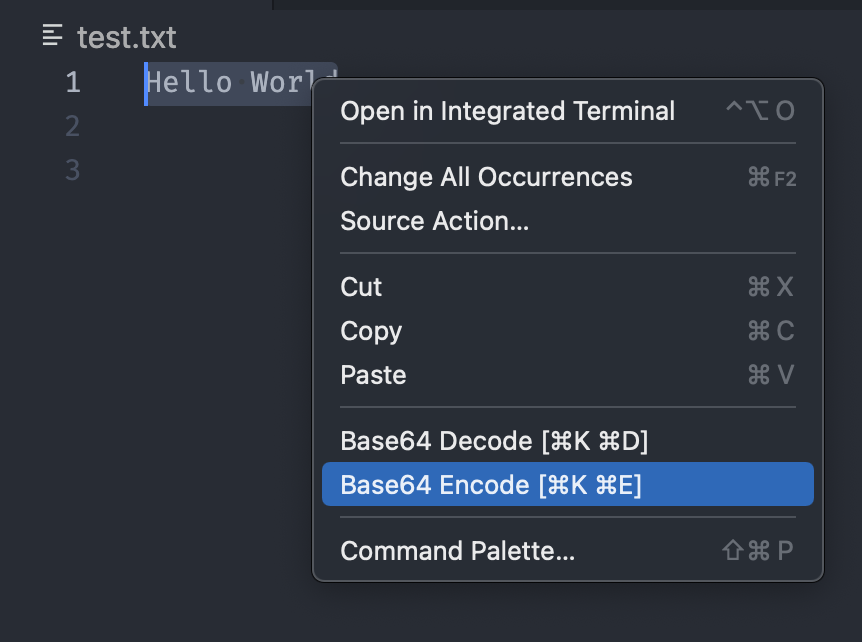 test.txt
1 Hello World
2
3
Open in Integrated Terminal ^⌥ O
Change All Occurrences ⌘ F2
Source Action...
Cut ⌘ X
Copy ⌘ C
Paste ⌘ V
Base64 Decode [⌘K ⌘D]
Base64 Encode [⌘K ⌘E]
Command Palette... ⇧⌘ P